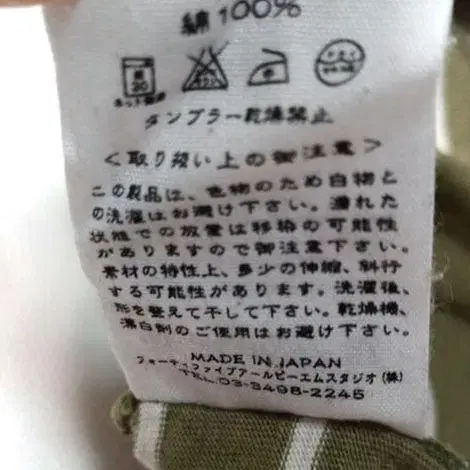 綿 100%
タンブラー乾燥禁止
<取り扱い上の御注意>
この製品は、色物のため白物と
の洗濯はお避け下さい。濡れた
状態での放置は移染の可能性
がありますので御注意下さい。
素材の特性上、多少の伸縮、斜行
する可能性があります。洗濯後、
形を整えて干して下さい。乾燥機、
漂白剤のご使用はお避け下さい。
MADE IN JAPAN
フォーティファイブアールピーエムスタジオ(株)
TEL. 03-3498-2245